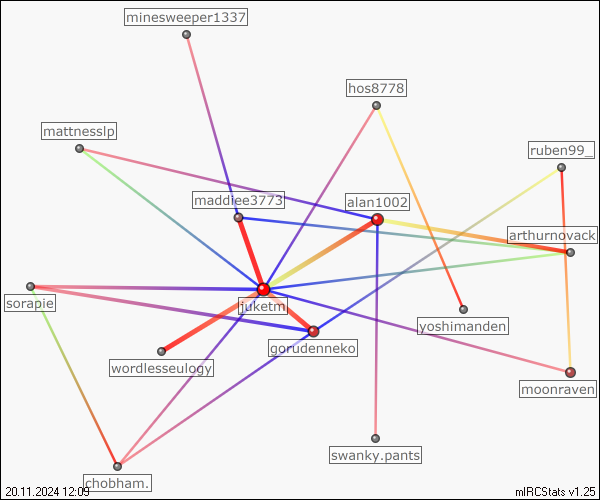 minesweeper1337
hos8778
mattnesslp
ruben99_
maddiee3773
alan1002
arthurnovack
sorapie
juketm
yoshimanden
gorudenneko
wordlesseulogy
moonraven
swanky.pants
chobham.
20.11.2024 12:09
mIRCStats v1.25